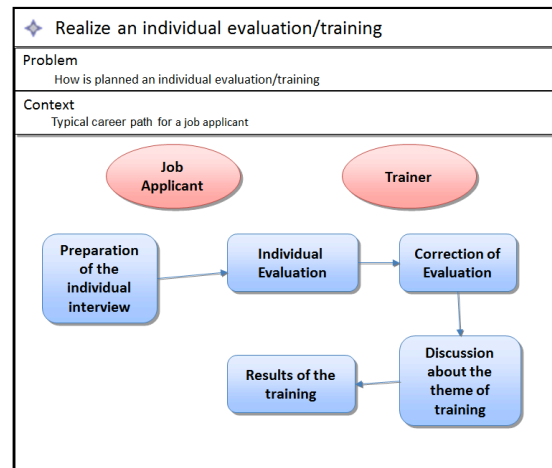 Realize an individual evaluation/training
Problem
How is planned an individual evaluation/training
Context
Typical career path for a job applicant
Job
Applicant
Trainer
Preparation
of the
individual
interview
Individual
Evaluation
Correction of
Evaluation
Results of the
training
Discussion
about the
theme of
training